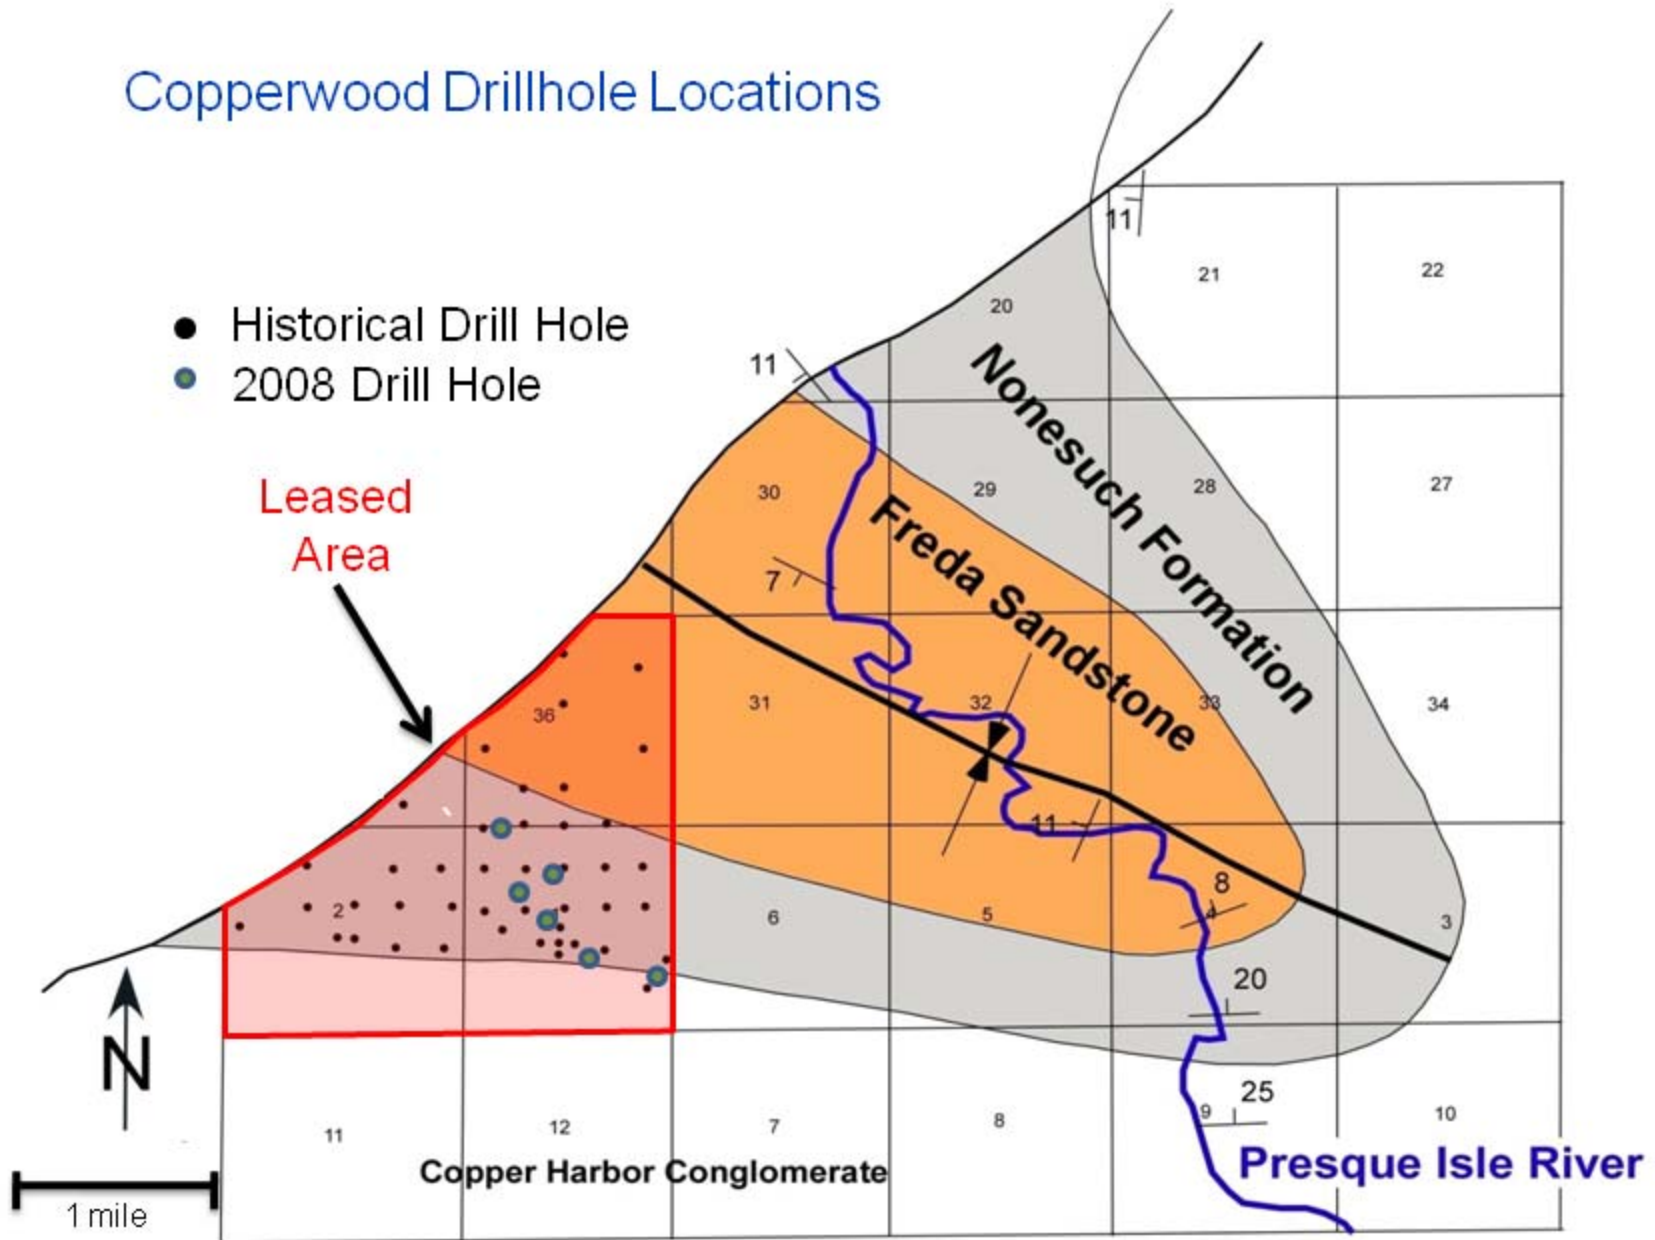 Copperwood Drillhole Locations
11
21
22
20
Historical Drill Hole
2008 Drill Hole
11
Nonesuch Formation
Leased
Area
30
29
28
27
Freda Sandstone
7
36
31
32
33
34
11
2
6
5
8
4
3
20
N
25
11
12
7
8
9
10
Copper Harbor Conglomerate
Presque Isle River
1 mile